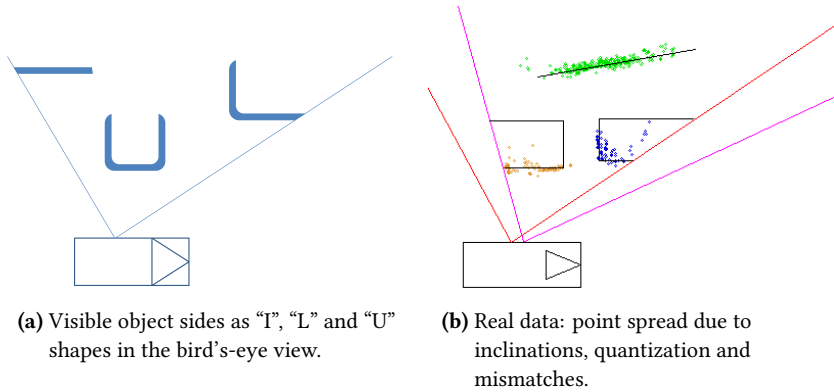 (a) Visible object sides as “I”, “L” and “U”
shapes in the bird’s-eye view.
(b) Real data: point spread due to
inclinations, quantization and
mismatches.